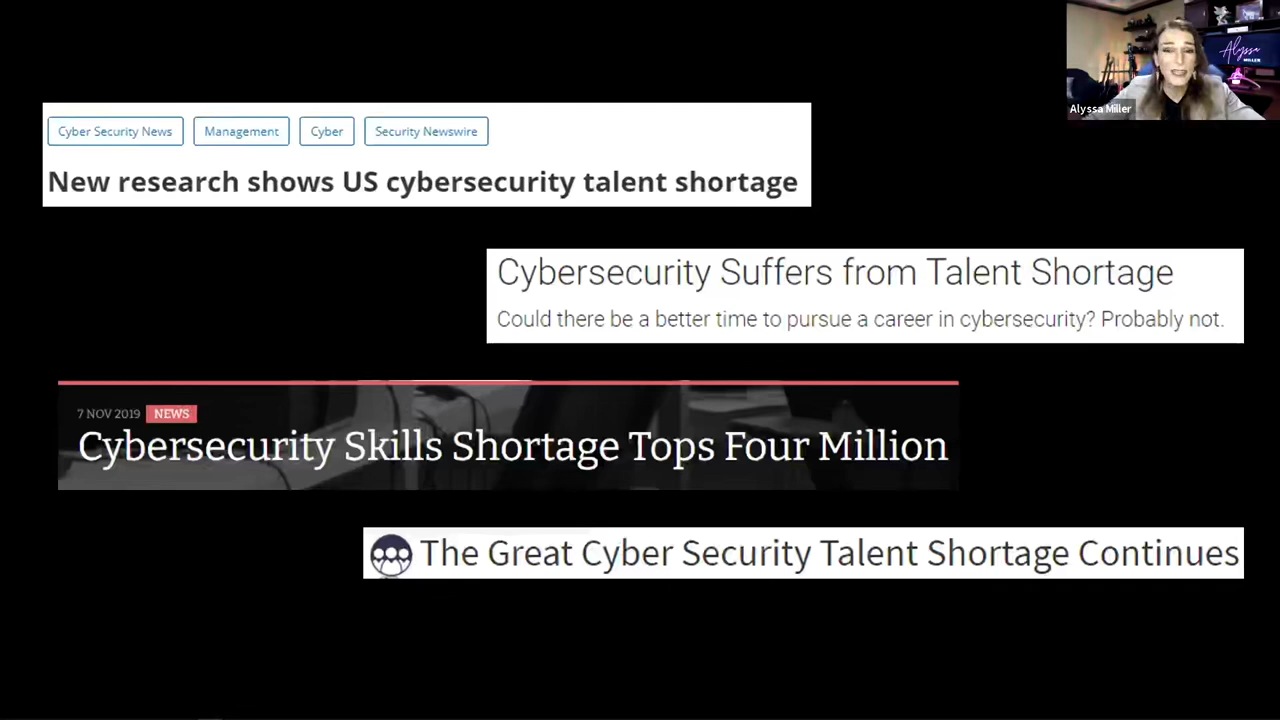 Alyssa
MILLER
Alyssa Miller
Cyber Security News Management Cyber Security Newswire
New research shows US cybersecurity talent shortage
Cybersecurity Suffers from Talent Shortage
Could there be a better time to pursue a career in cybersecurity? Probably not.
7 NOV 2019 NEWS
Cybersecurity Skills Shortage Tops Four Million
The Great Cyber Security Talent Shortage Continues